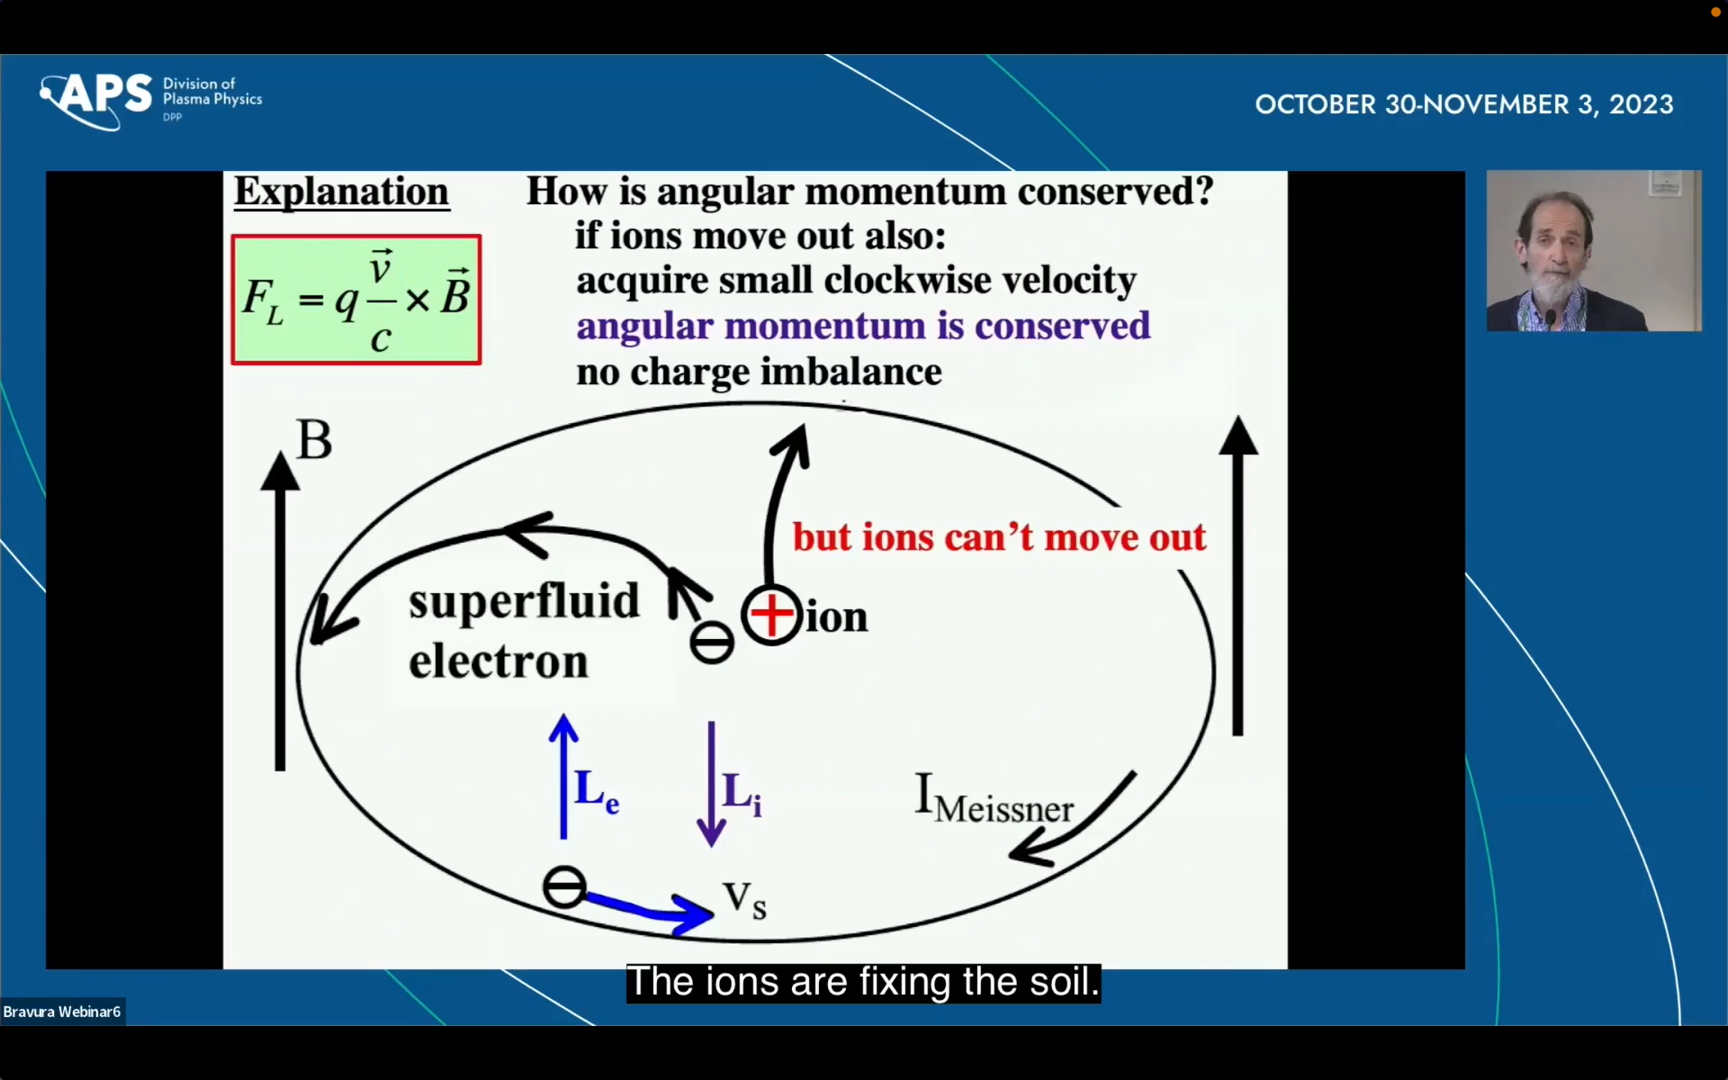 APS Division of
Plasma Physics
DPP
OCTOBER 30-NOVEMBER 3, 2023
Explanation
How is angular momentum conserved?
if ions move out also:
acquire small clockwise velocity
angular momentum is conserved
no charge imbalance
F_L = q v⃗/c × B⃗
B
but ions can’t move out
superfluid
electron
ion
L_e
L_i
I_Meissner
V_s
The ions are fixing the soil.
Bravura Webinar6